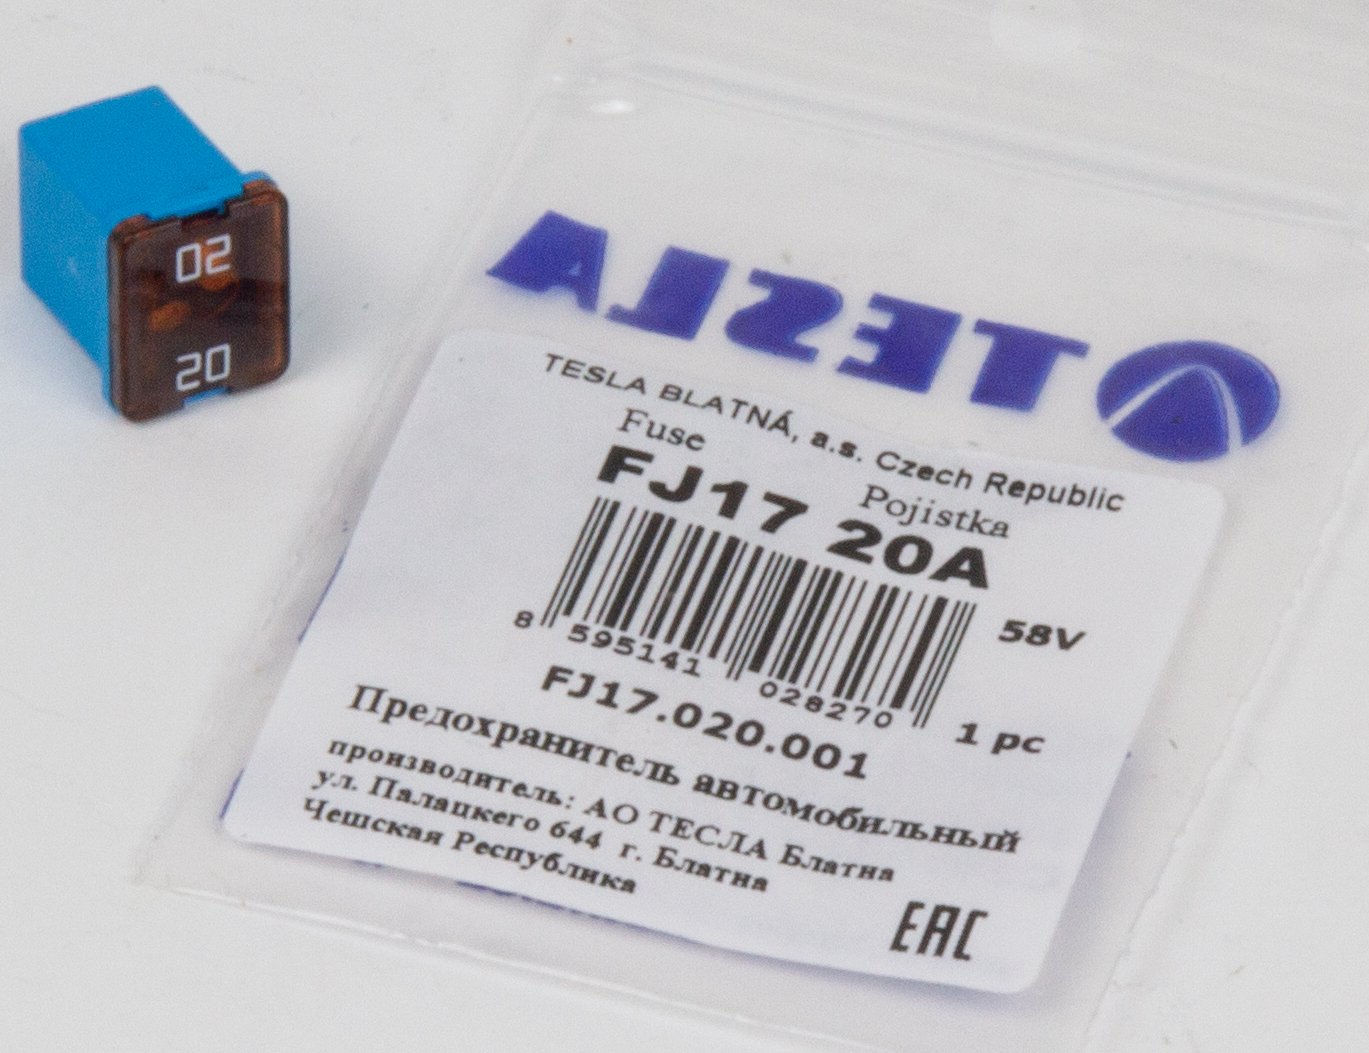 20
20
TESLA
TESLA BLATNÁ, a.s. Czech Republic
Fuse
Pojistka
FJ17 20A
58V
8 595141 028270
1 pc
FJ17.020.001
Предохранитель автомобильный
производитель: АО ТЕСЛА Блатна
ул. Палацкего 644 г. Блатна
Чешская Республика
EAC